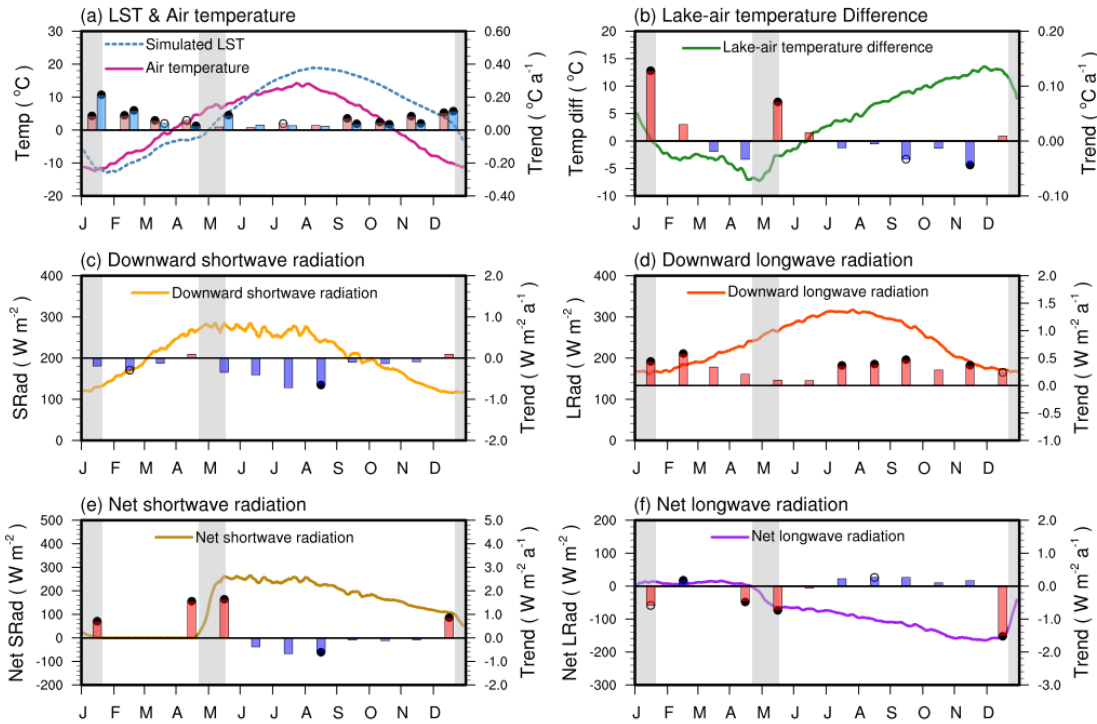 (a) LST & Air temperature
Temp ( °C )
30
20
10
0
-10
-20
Simulated LST
Air temperature
0.60
0.40
0.20
0.00
-0.20
-0.40
Trend ( °C a-1 )
J F M A M J J A S O N D
(b) Lake-air temperature Difference
Temp diff ( °C )
20
15
10
5
0
-5
-10
Lake-air temperature difference
0.20
0.10
0.00
-0.10
Trend ( °C a-1 )
J F M A M J J A S O N D
(c) Downward shortwave radiation
SRad ( W m-2 )
400
300
200
100
0
Downward shortwave radiation
2.0
1.0
0.0
-1.0
-2.0
Trend ( W m-2 a-1 )
J F M A M J J A S O N D
(d) Downward longwave radiation
LRad ( W m-2 )
400
300
200
100
0
Downward longwave radiation
2.0
1.5
1.0
0.5
0.0
-0.5
-1.0
Trend ( W m-2 a-1 )
J F M A M J J A S O N D
(e) Net shortwave radiation
Net SRad ( W m-2 )
500
400
300
200
100
0
-100
-200
Net shortwave radiation
5.0
4.0
3.0
2.0
1.0
0.0
-1.0
-2.0
Trend ( W m-2 a-1 )
J F M A M J J A S O N D
(f) Net longwave radiation
Net LRad ( W m-2 )
200
100
0
-100
-200
-300
Net longwave radiation
2.0
1.0
0.0
-1.0
-2.0
-3.0
Trend ( W m-2 a-1 )
J F M A M J J A S O N D